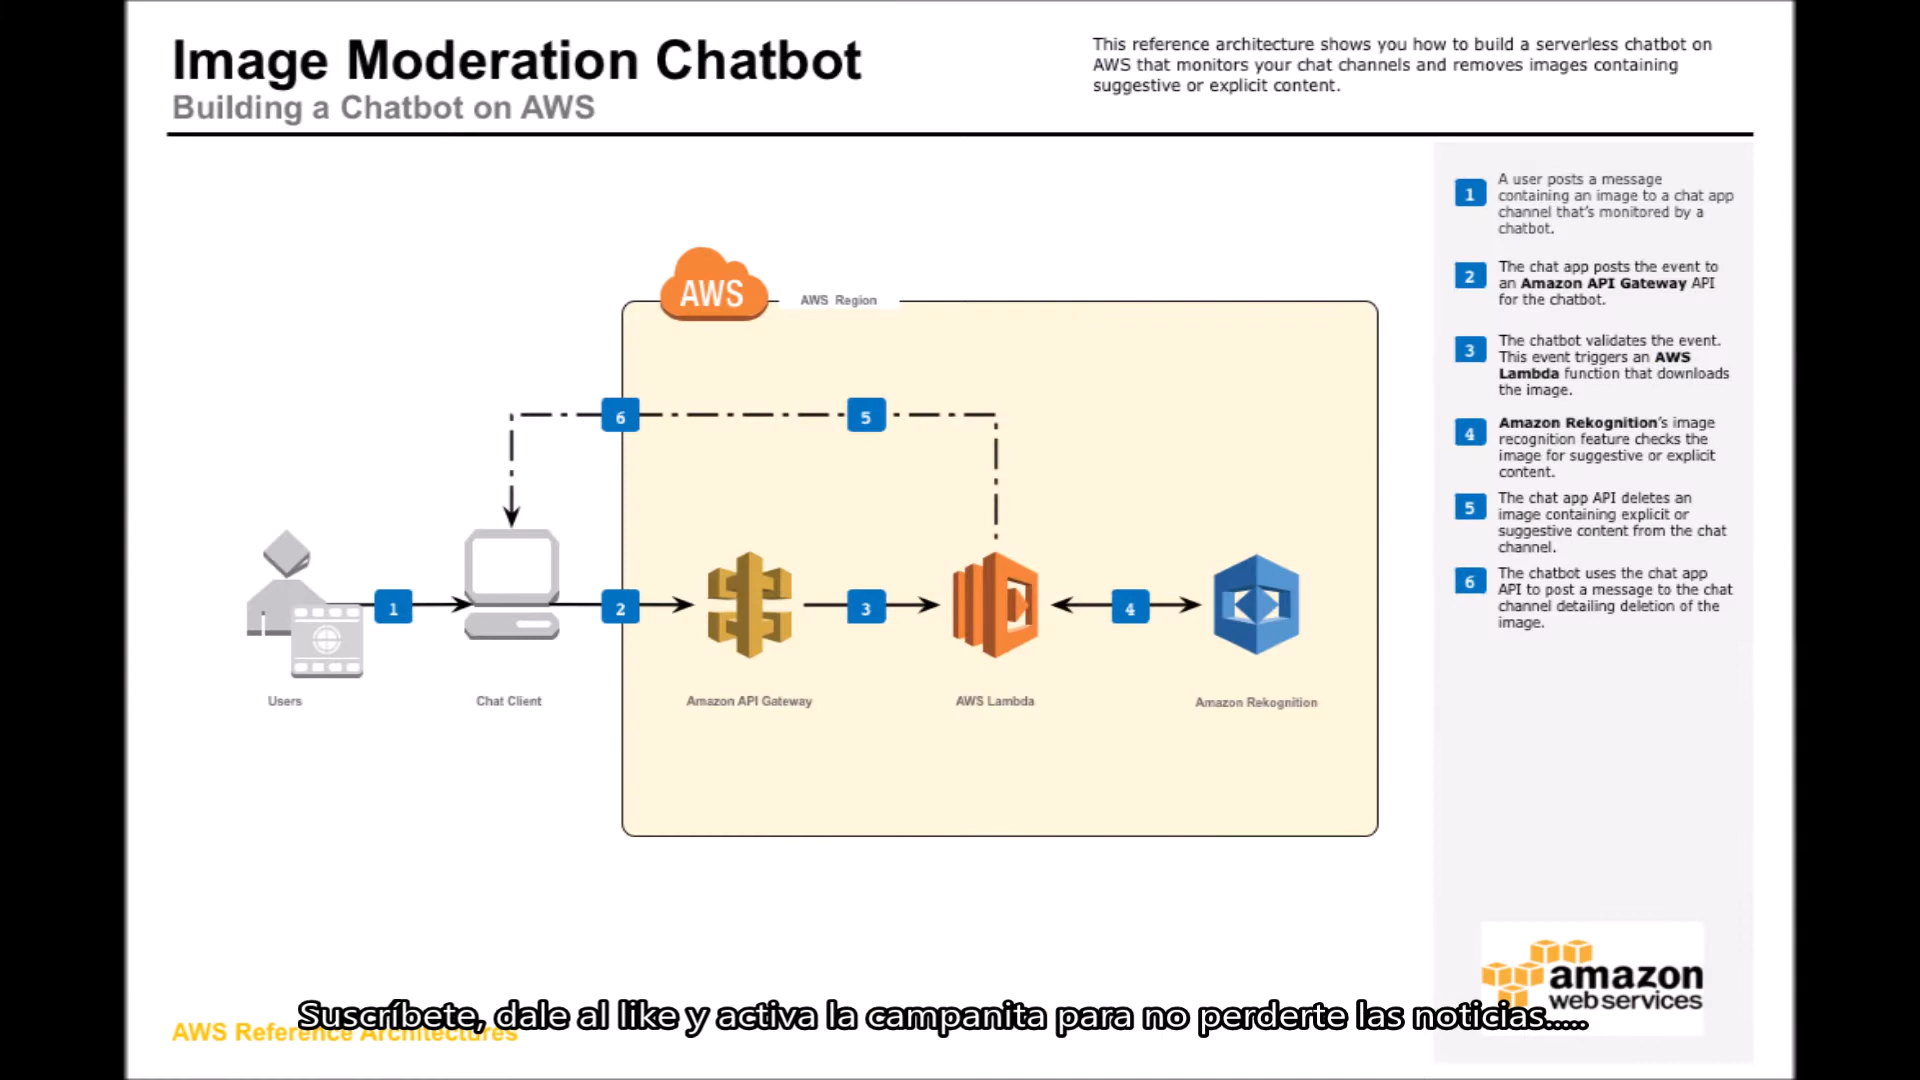 Image Moderation Chatbot
Building a Chatbot on AWS
This reference architecture shows you how to build a serverless chatbot on
AWS that monitors your chat channels and removes images containing
suggestive or explicit content.
AWS
AWS Region
6
5
1
2
3
4
Users
Chat Client
Amazon API Gateway
AWS Lambda
Amazon Rekognition
1
A user posts a message
containing an image to a chat app
channel that's monitored by a
chatbot.
2
The chat app posts the event to
an Amazon API Gateway API
for the chatbot.
3
The chatbot validates the event.
This event triggers an AWS
Lambda function that downloads
the image.
4
Amazon Rekognition's image
recognition feature checks the
image for suggestive or explicit
content.
5
The chat app API deletes an
image containing explicit or
suggestive content from the chat
channel.
6
The chatbot uses the chat app
API to post a message to the chat
channel detailing deletion of the
image.
amazon
webservices
Suscríbete, dale al like y activa la campanita para no perderte las noticias.....
AWS Reference Architectures